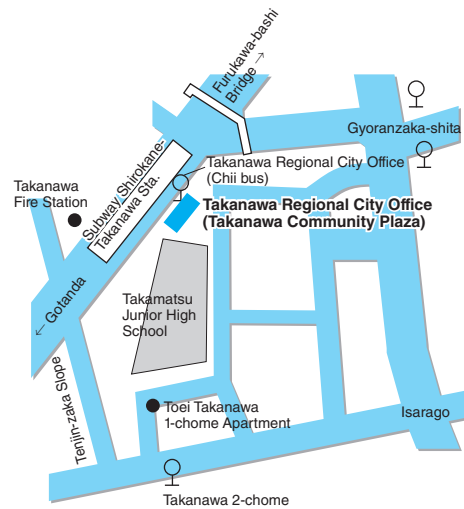 Furukawa-bashi
Bridge →
Gyoranzaka-shita
Takanawa Regional City Office
(Chii bus)
Subway Shirokane-
Takanawa Sta.
Takanawa
Fire Station
Takanawa Regional City Office
(Takanawa Community Plaza)
← Gotanda
Takamatsu
Junior High
School
Tenjin-zaka Slope
Toei Takanawa
1-chome Apartment
Isarago
Takanawa 2-chome